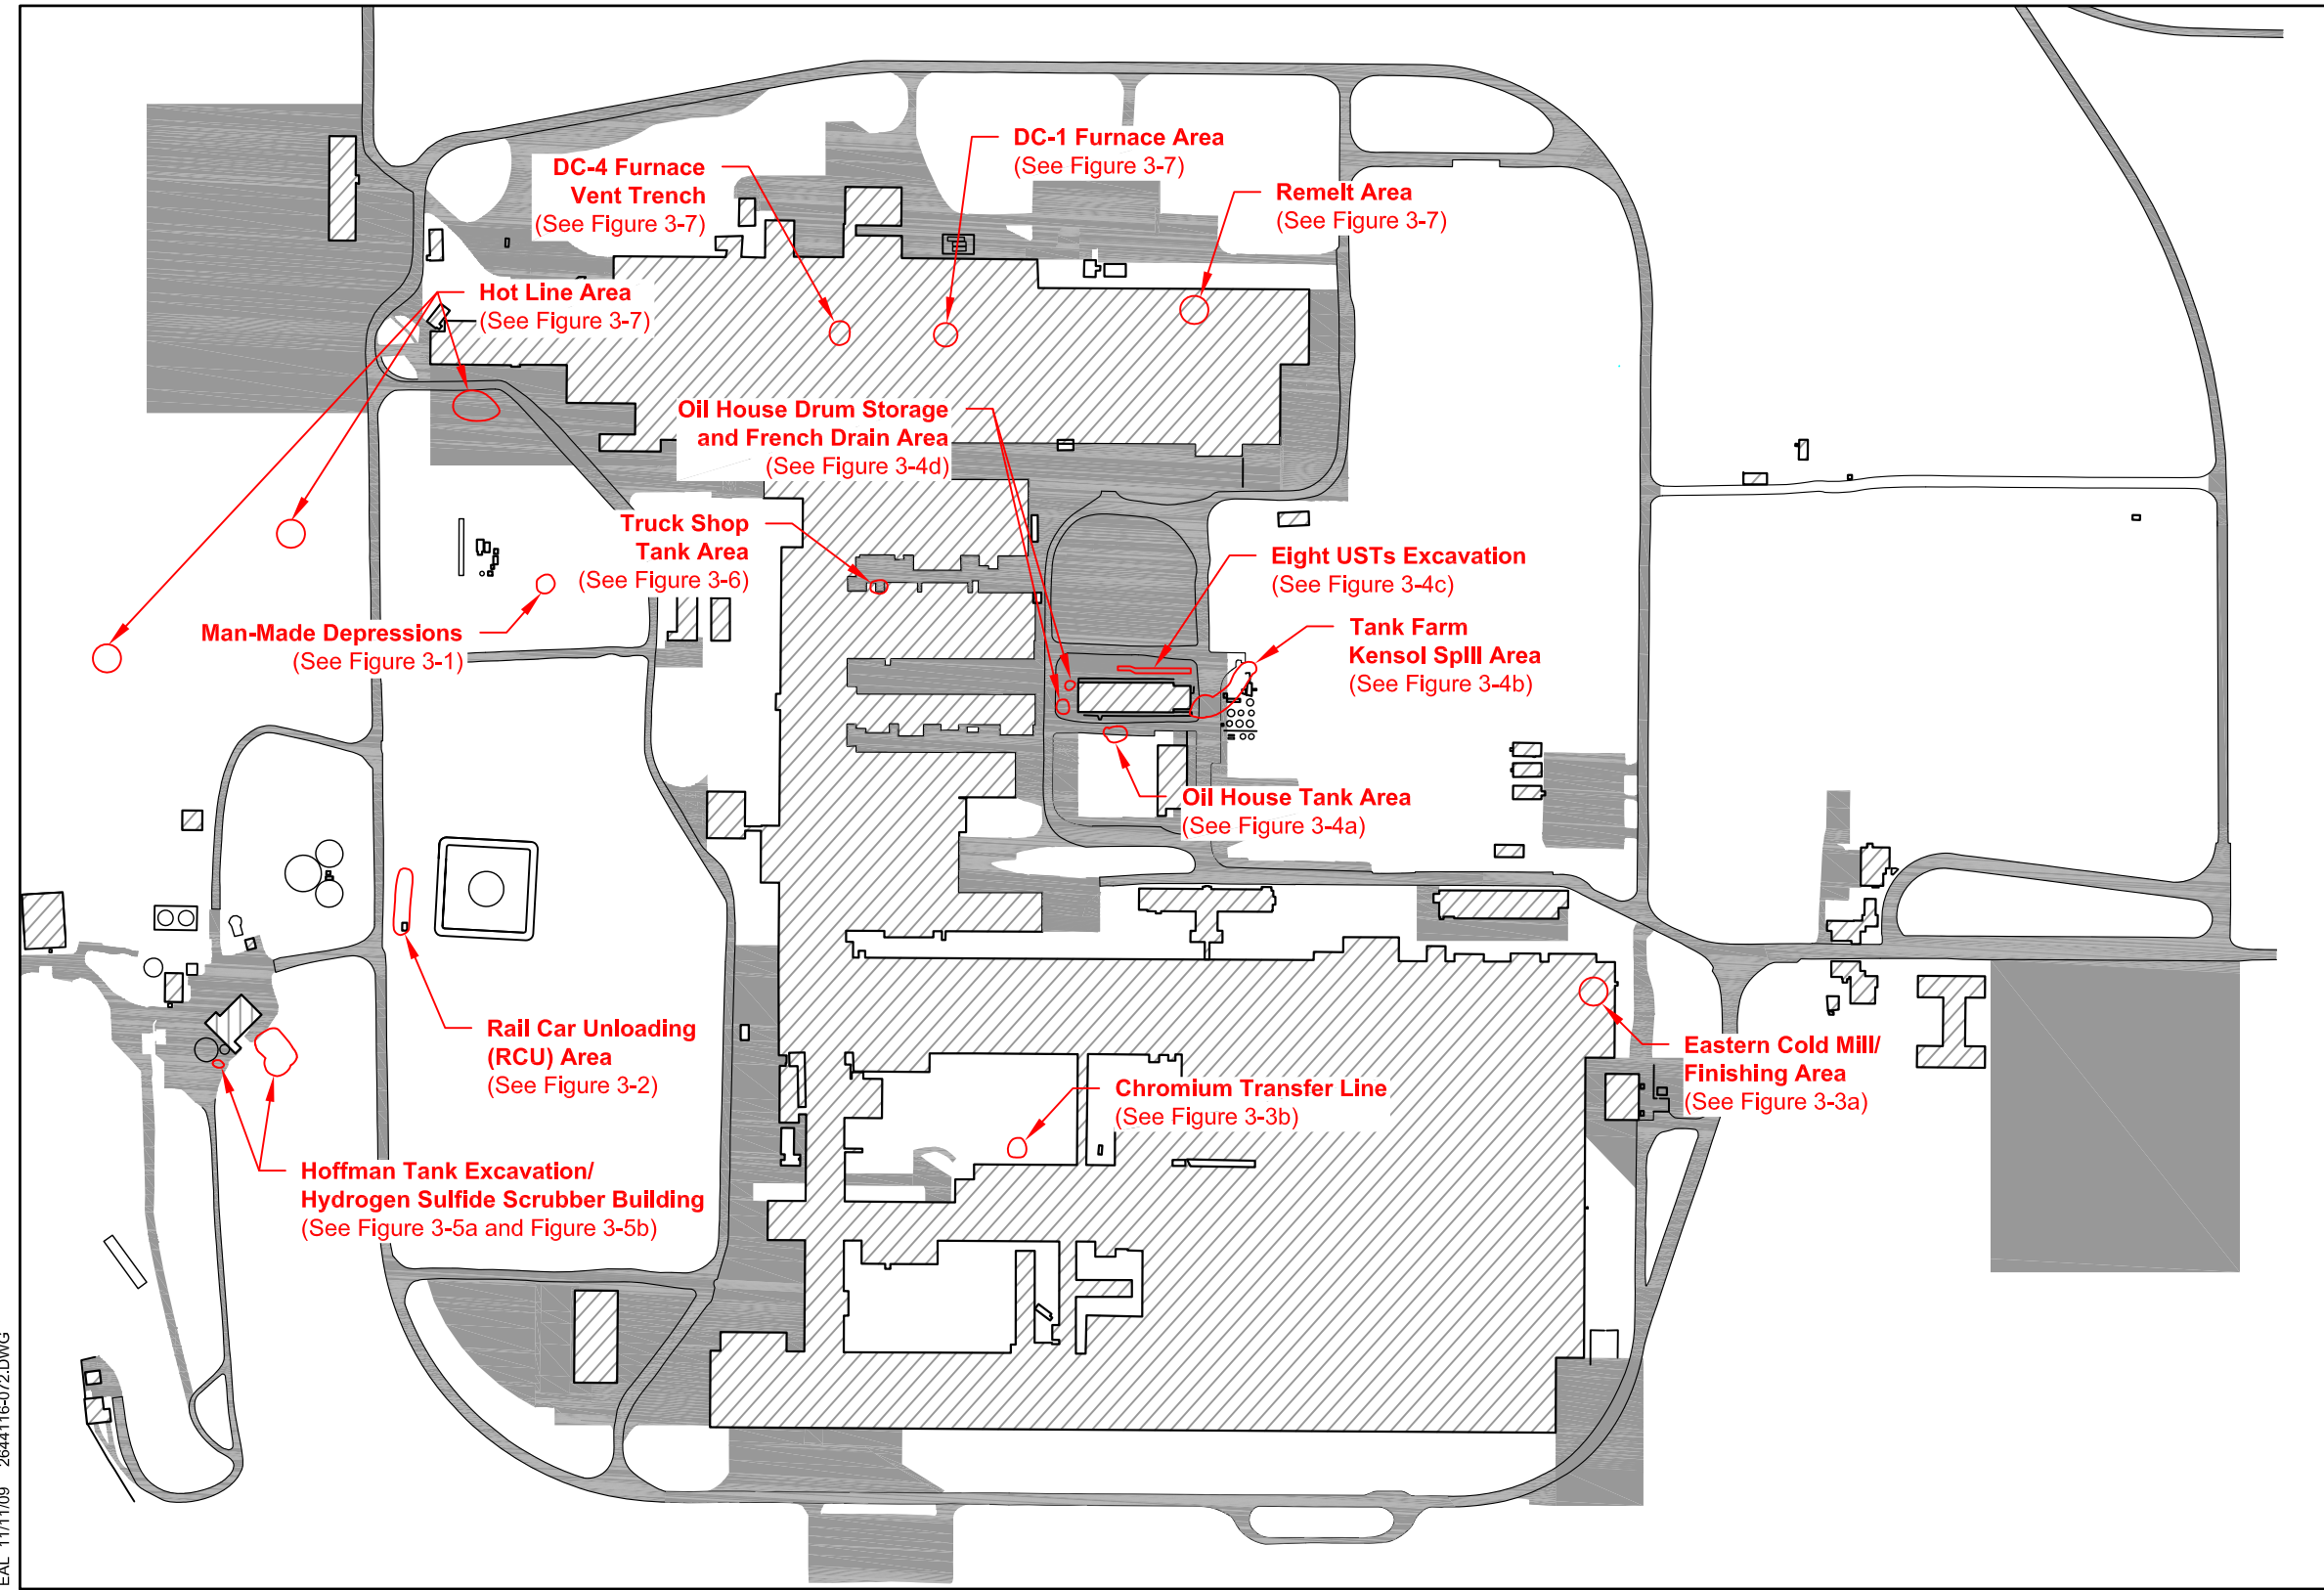 DC-1 Furnace Area
(See Figure 3-7)
DC-4 Furnace
Vent Trench
(See Figure 3-7)
Remelt Area
(See Figure 3-7)
Hot Line Area
(See Figure 3-7)
Oil House Drum Storage
and French Drain Area
(See Figure 3-4d)
Truck Shop
Tank Area
(See Figure 3-6)
Eight USTs Excavation
(See Figure 3-4c)
Man-Made Depressions
(See Figure 3-1)
Tank Farm
Kensol SpIll Area
(See Figure 3-4b)
Oil House Tank Area
(See Figure 3-4a)
Rail Car Unloading
(RCU) Area
(See Figure 3-2)
Eastern Cold Mill/
Finishing Area
(See Figure 3-3a)
Chromium Transfer Line
(See Figure 3-3b)
Hoffman Tank Excavation/
Hydrogen Sulfide Scrubber Building
(See Figure 3-5a and Figure 3-5b)
EAL 11/11/09 2644116-072.DWG